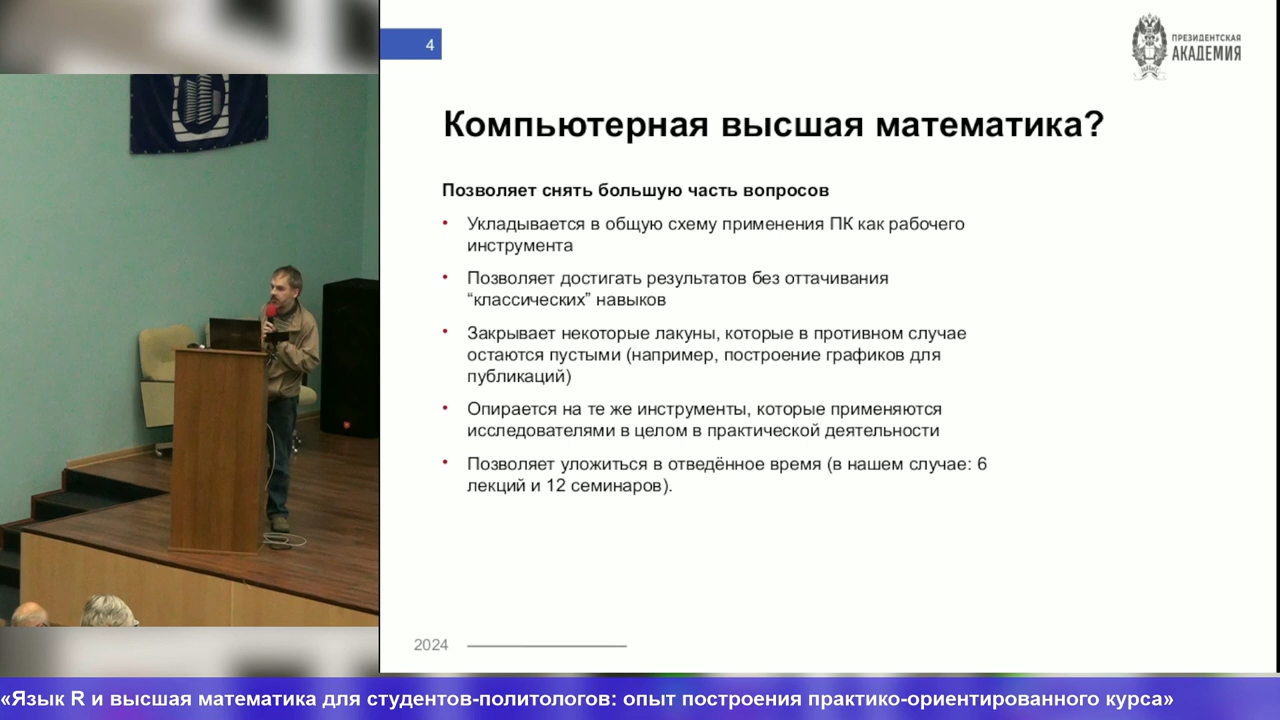 4
ПРЕЗИДЕНТСКАЯ
АКАДЕМИЯ
Компьютерная высшая математика?
Позволяет снять большую часть вопросов
• Укладывается в общую схему применения ПК как рабочего
инструмента
• Позволяет достигать результатов без оттачивания
“классических” навыков
• Закрывает некоторые лакуны, которые в противном случае
остаются пустыми (например, построение графиков для
публикаций)
• Опирается на те же инструменты, которые применяются
исследователями в целом в практической деятельности
• Позволяет уложиться в отведённое время (в нашем случае: 6
лекций и 12 семинаров).
2024
«Язык R и высшая математика для студентов-политологов: опыт построения практико-ориентированного курса»